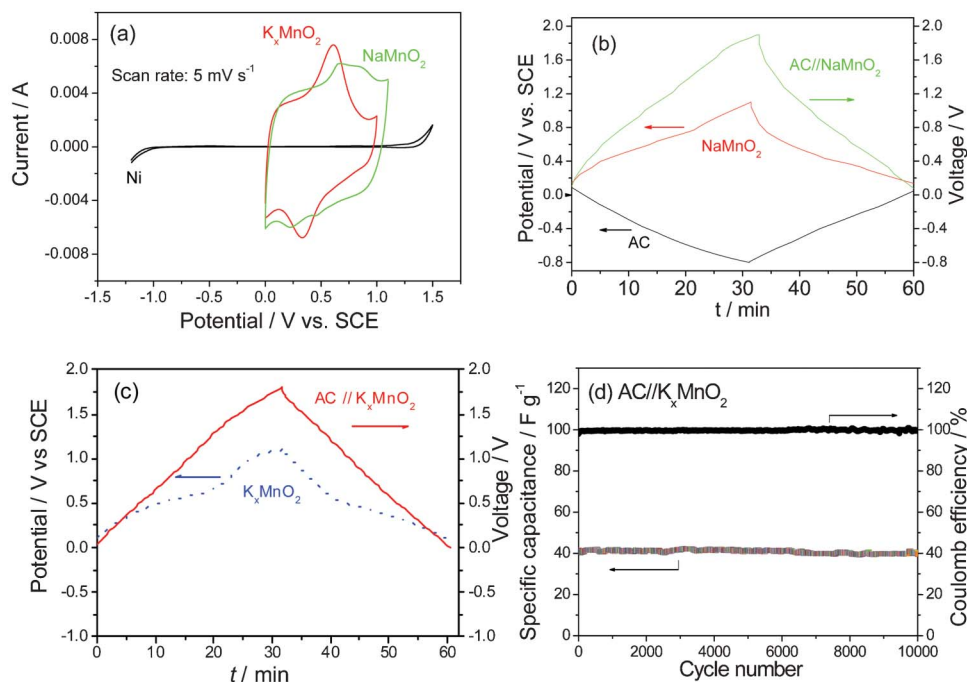 (a)
KₓMnO₂
NaMnO₂
Scan rate: 5 mV s⁻¹
Ni
0.008
0.004
0.000
-0.004
-0.008
Current / A
-1.5 -1.0 -0.5 0.0 0.5 1.0 1.5
Potential / V vs. SCE
(b)
AC//NaMnO₂
NaMnO₂
AC
2.0
1.6
1.2
0.8
0.4
0.0
-0.4
-0.8
Potential / V vs. SCE
2.0
1.6
1.2
0.8
0.4
0.0
-0.4
-0.8
Voltage / V
0 10 20 30 40 50 60
t / min
(c)
AC // KₓMnO₂
KₓMnO₂
2.0
1.5
1.0
0.5
0.0
-0.5
-1.0
Potential / V vs SCE
2.0
1.5
1.0
0.5
0.0
-0.5
-1.0
Voltage / V
0 10 20 30 40 50 60
t / min
(d) AC//KₓMnO₂
120
100
80
60
40
20
0
Specific capacitance / F g⁻¹
120
100
80
60
40
20
0
Coulomb efficiency / %
0 2000 4000 6000 8000 10000
Cycle number